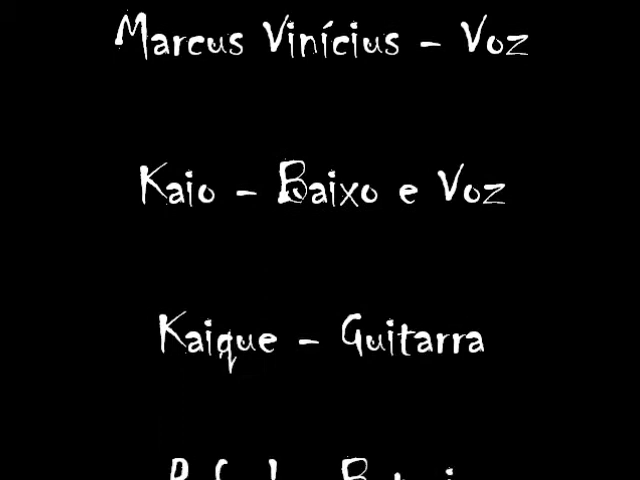 Marcus Vinícius - Voz
Kaio - Baixo e Voz
Kaique - Guitarra